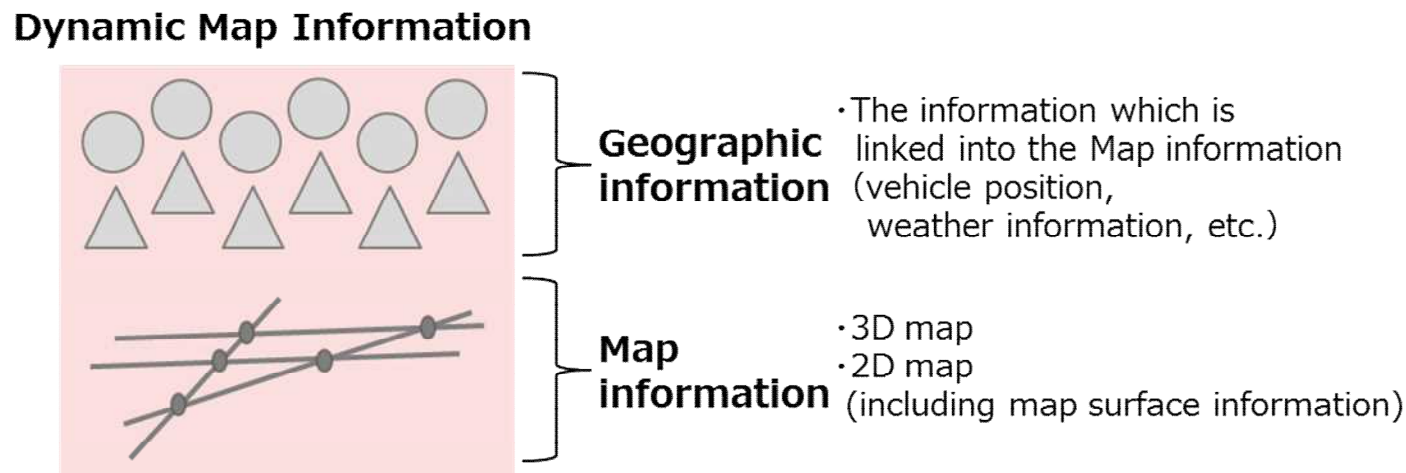 Dynamic Map Information
Geographic
information
・The information which is
linked into the Map information
（vehicle position,
weather information, etc.）
Map
information
・3D map
・2D map
(including map surface information)